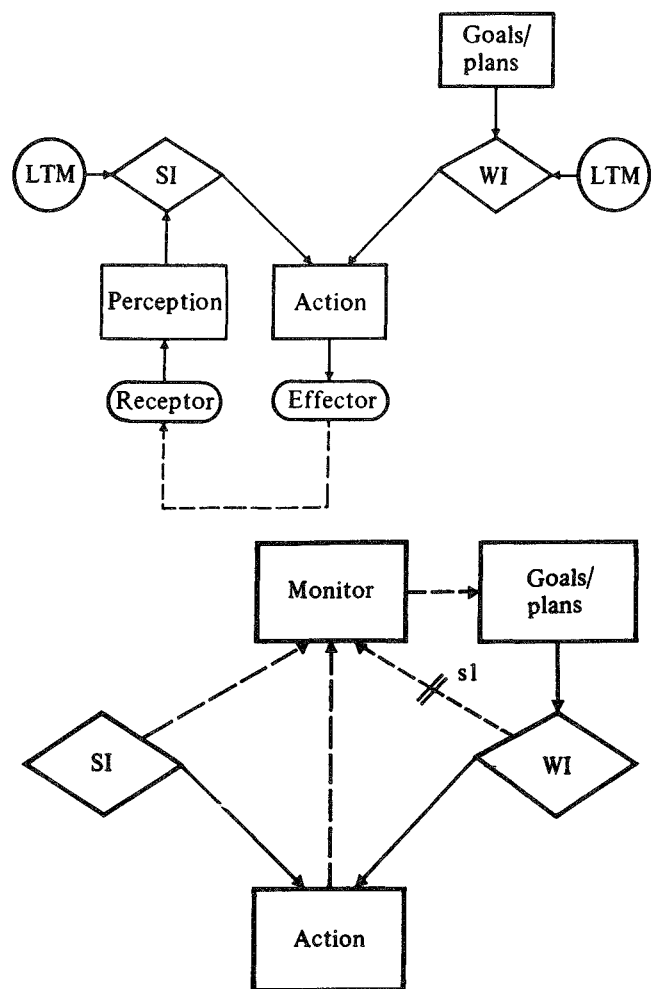 Goals/
plans
LTM
SI
WI
LTM
Perception
Action
Receptor
Effector
Monitor
Goals/
plans
s1
SI
WI
Action